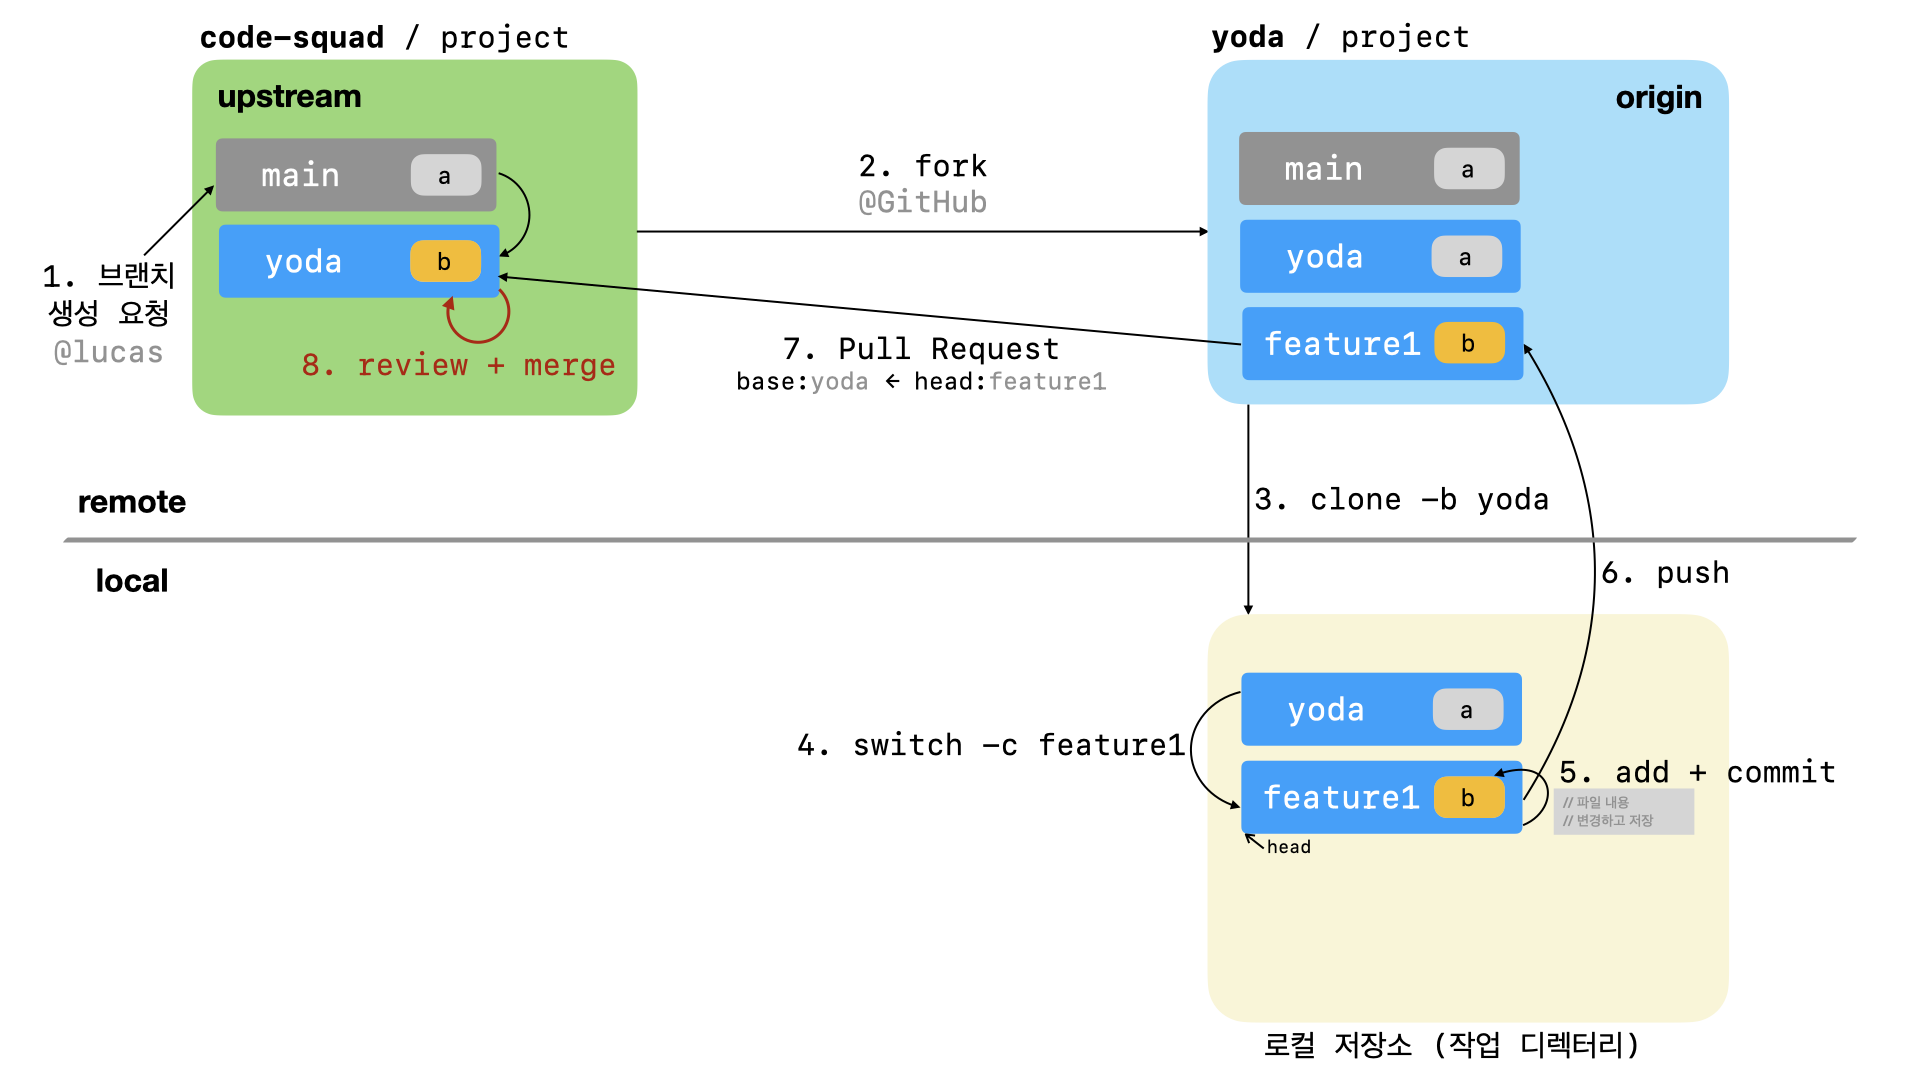 code-squad / project
upstream
main a
yoda b
1. 브랜치
생성 요청
@lucas
8. review + merge
2. fork
@GitHub
7. Pull Request
base:yoda ← head:feature1
yoda / project
origin
main a
yoda a
feature1 b
remote
3. clone -b yoda
local
6. push
yoda a
4. switch -c feature1
feature1 b
5. add + commit
// 파일 내용
// 변경하고 저장
head
로컬 저장소 (작업 디렉터리)